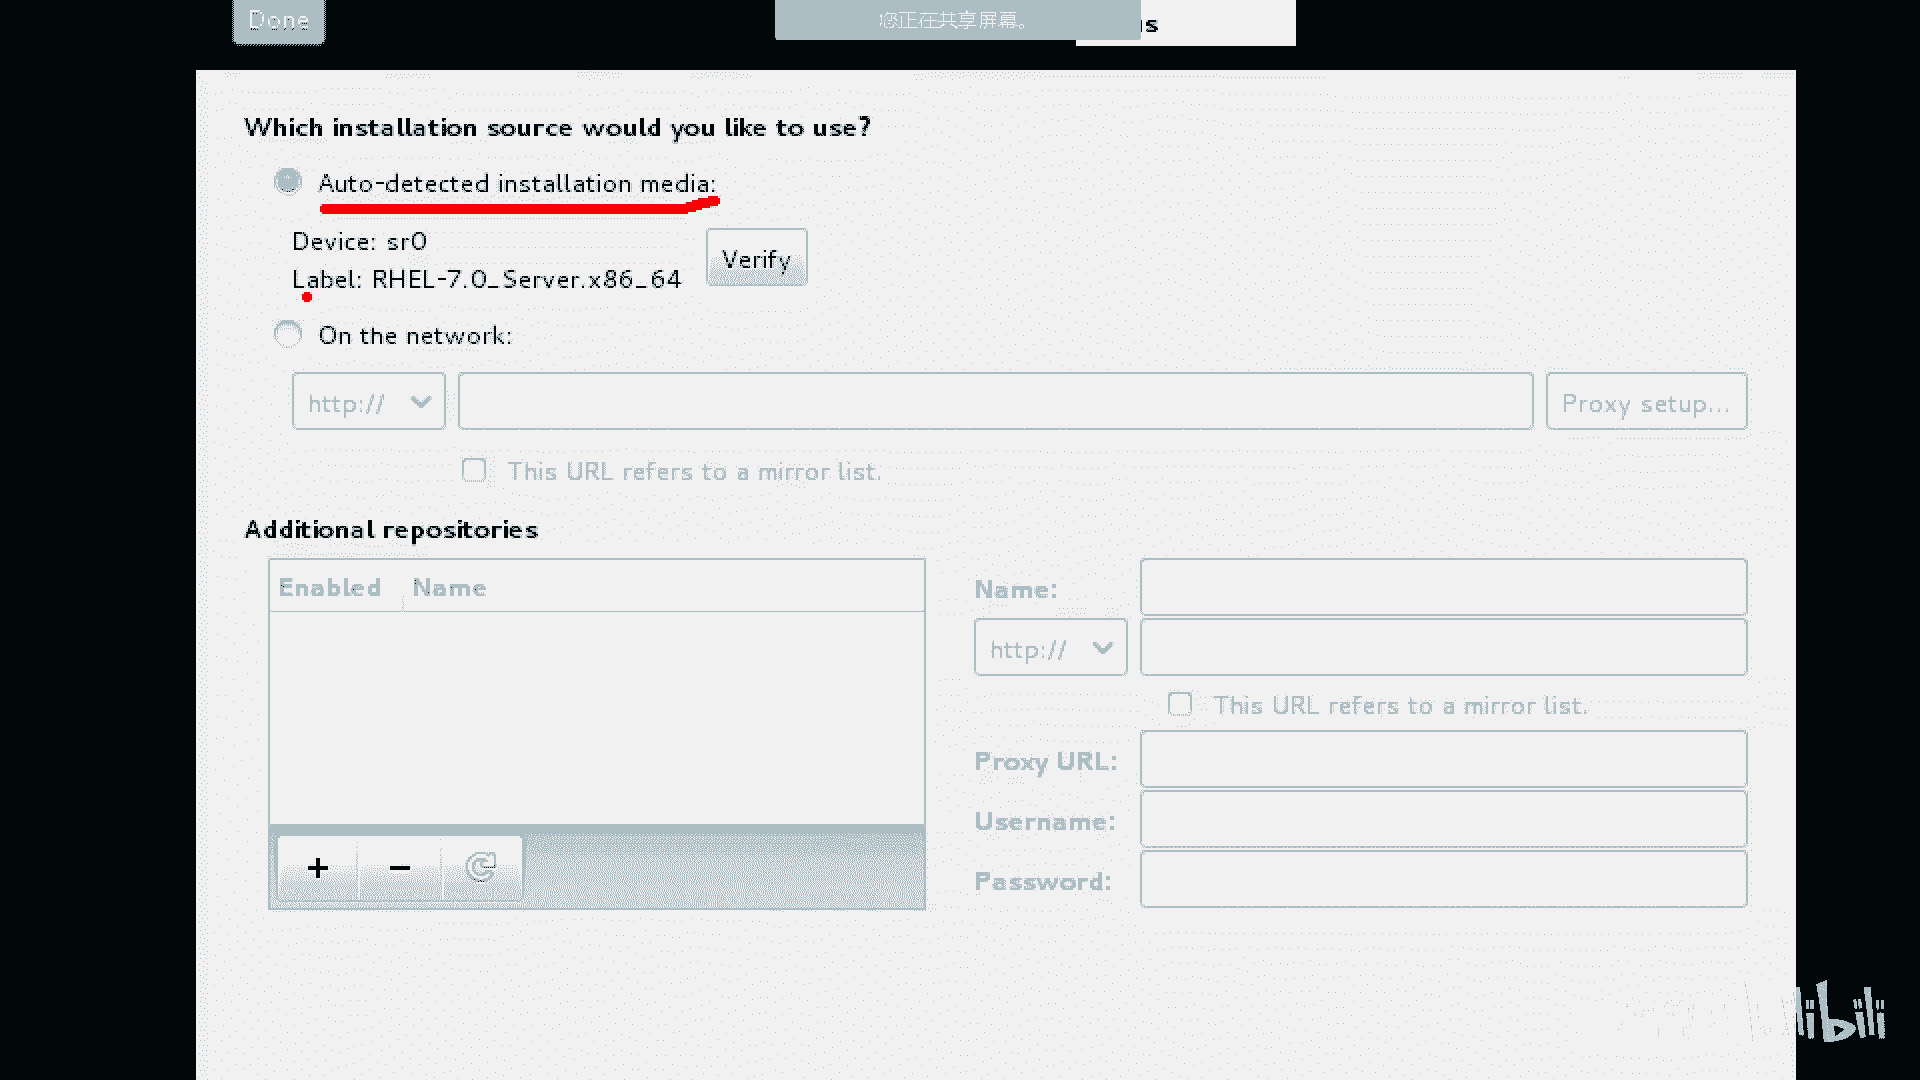 Done
您正在共享屏幕。
Which installation source would you like to use?
Auto-detected installation media:
Device: sr0
Label: RHEL-7.0_Server.x86_64
Verify
On the network:
http://
Proxy setup...
This URL refers to a mirror list.
Additional repositories
Enabled Name
Name:
http://
This URL refers to a mirror list.
Proxy URL:
Username:
Password: